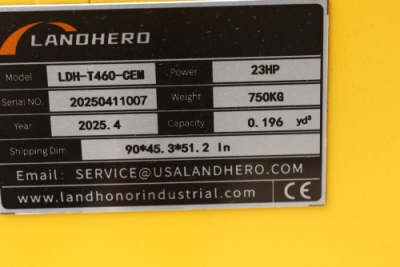 LANDHERO
Model LDH-T460-CEM Power 23HP
Serial NO. 20250411007 Weight 750KG
Year 2025.4 Capacity 0.196 yd³
Shipping Dim. 90*45.3*51.2 In
Email: SERVICE@USALANDHERO.COM
www.landhonorindustrial.com CE